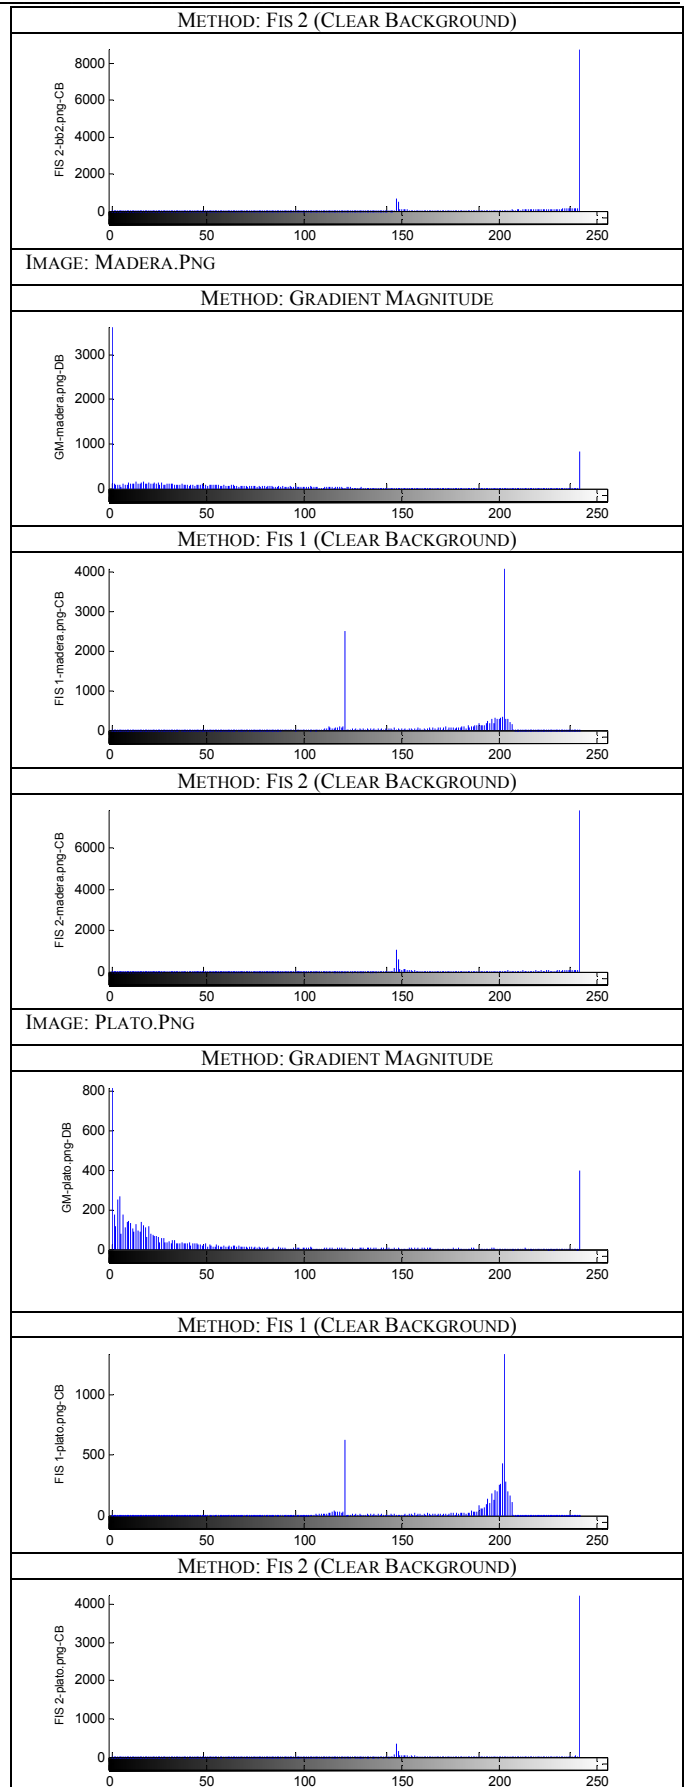 METHOD: FIS 2 (CLEAR BACKGROUND)
FIS 2-bb2.png-CB
8000
6000
4000
2000
0
0 50 100 150 200 250
IMAGE: MADERA.PNG
METHOD: GRADIENT MAGNITUDE
GM-madera.png-DB
3000
2000
1000
0
0 50 100 150 200 250
METHOD: FIS 1 (CLEAR BACKGROUND)
FIS 1-madera.png-CB
4000
3000
2000
1000
0
0 50 100 150 200 250
METHOD: FIS 2 (CLEAR BACKGROUND)
FIS 2-madera.png-CB
6000
4000
2000
0
0 50 100 150 200 250
IMAGE: PLATO.PNG
METHOD: GRADIENT MAGNITUDE
GM-plato.png-DB
800
600
400
200
0
0 50 100 150 200 250
METHOD: FIS 1 (CLEAR BACKGROUND)
FIS 1-plato.png-CB
1000
500
0
0 50 100 150 200 250
METHOD: FIS 2 (CLEAR BACKGROUND)
FIS 2-plato.png-CB
4000
3000
2000
1000
0
0 50 100 150 200 250